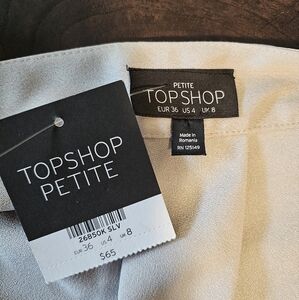 PETITE
TOPSHOP
EUR 36 US 4 UK 8
Made in
Romania
RN 125149
TOPSHOP
PETITE
26B50K SLV
EUR 36 US 4 UK 8
$65